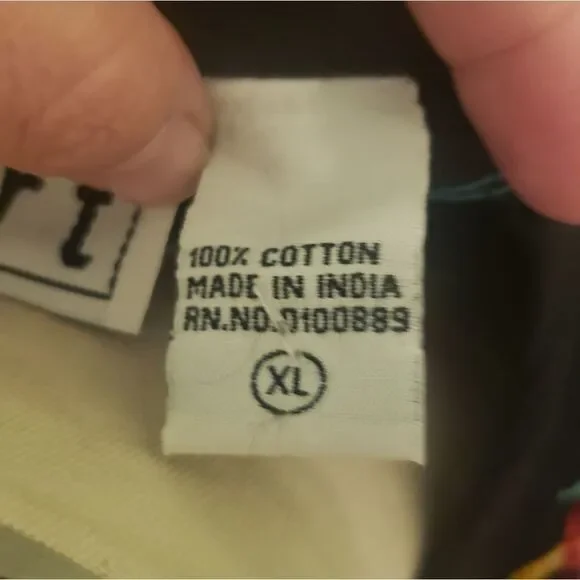 100% COTTON
MADE IN INDIA
RN.NO.0100889
XL